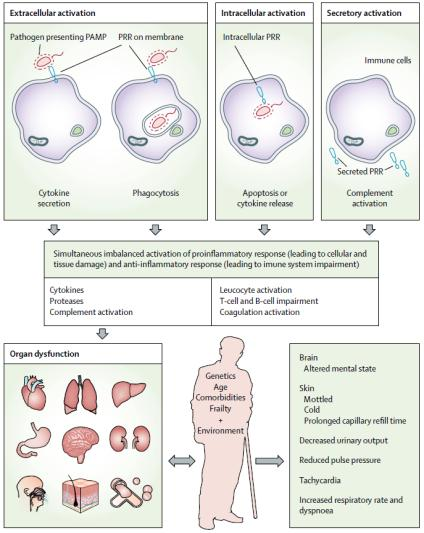 Extracellular activation
Pathogen presenting PAMP
PRR on membrane
Cytokine
secretion
Phagocytosis
Intracellular activation
Intracellular PRR
Apoptosis or
cytokine release
Secretory activation
Immune cells
Secreted PRR
Complement
activation
Simultaneous imbalanced activation of proinflammatory response (leading to cellular and
tissue damage) and anti-inflammatory response (leading to imune system impairment)
Cytokines
Proteases
Complement activation
Leucocyte activation
T-cell and B-cell impairment
Coagulation activation
Organ dysfunction
Genetics
Age
Comorbidities
Frailty
+
Environment
Brain
Altered mental state
Skin
Mottled
Cold
Prolonged capillary refill time
Decreased urinary output
Reduced pulse pressure
Tachycardia
Increased respiratory rate and
dyspnoea